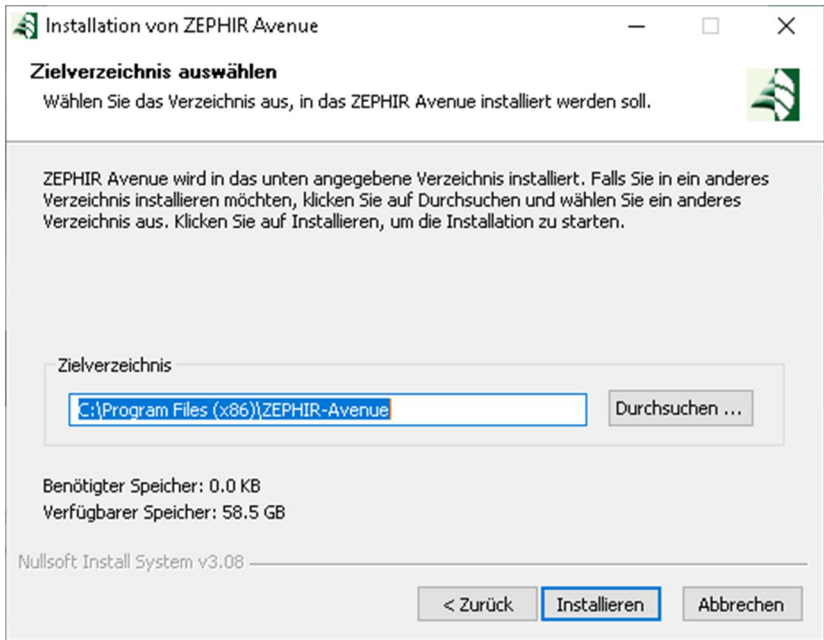 Installation von ZEPHIR Avenue
Zielverzeichnis auswählen
Wählen Sie das Verzeichnis aus, in das ZEPHIR Avenue installiert werden soll.
ZEPHIR Avenue wird in das unten angegebene Verzeichnis installiert. Falls Sie in ein anderes
Verzeichnis installieren möchten, klicken Sie auf Durchsuchen und wählen Sie ein anderes
Verzeichnis aus. Klicken Sie auf Installieren, um die Installation zu starten.
Zielverzeichnis
C:\Program Files (x86)\ZEPHIR-Avenue
Durchsuchen ...
Benötigter Speicher: 0.0 KB
Verfügbarer Speicher: 58.5 GB
Nullsoft Install System v3.08
< Zurück
Installieren
Abbrechen